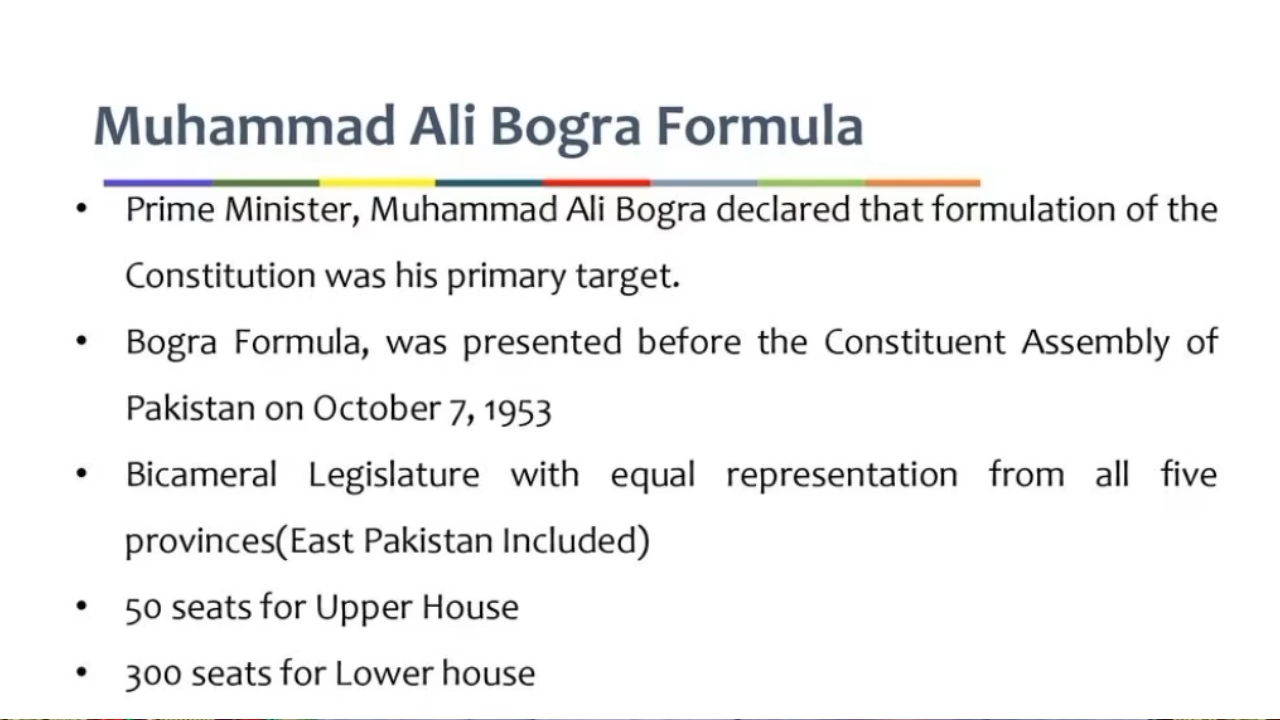 Muhammad Ali Bogra Formula
• Prime Minister, Muhammad Ali Bogra declared that formulation of the
Constitution was his primary target.
• Bogra Formula, was presented before the Constituent Assembly of
Pakistan on October 7, 1953
• Bicameral Legislature with equal representation from all five
provinces(East Pakistan Included)
• 50 seats for Upper House
• 300 seats for Lower house